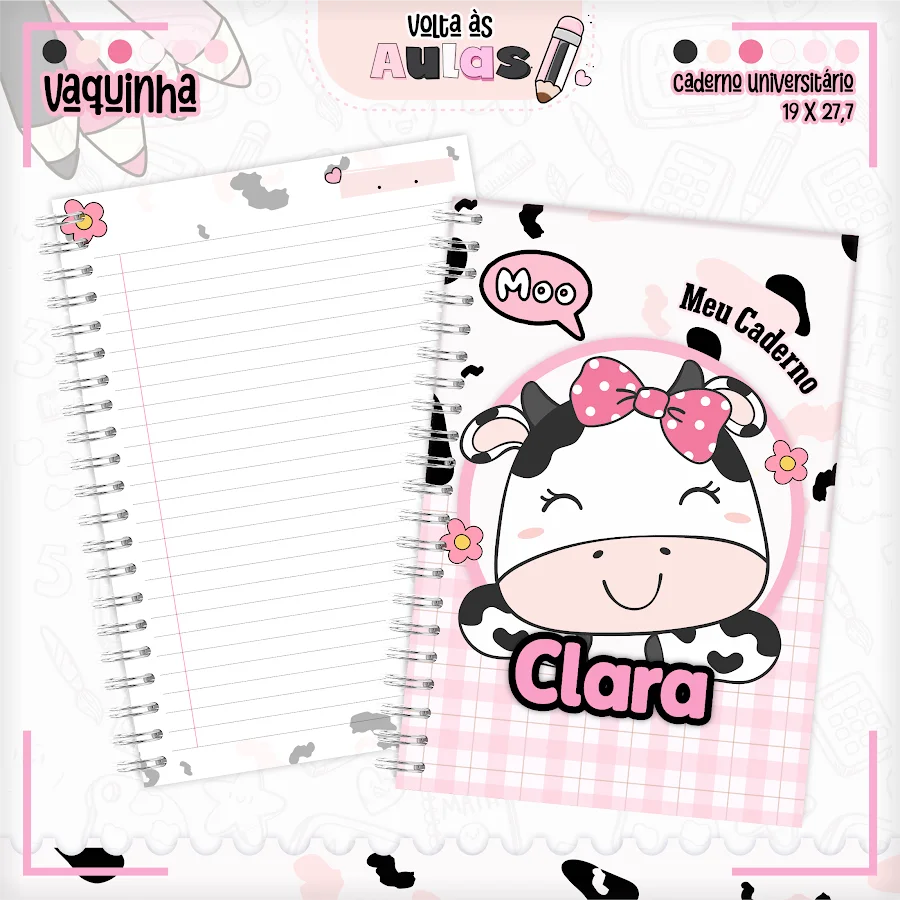 VOLTA ÀS
AULAS
VAQUINHA
CADERNO UNIVERSITÁRIO
19 X 27,7
Moo
Meu Caderno
Clara